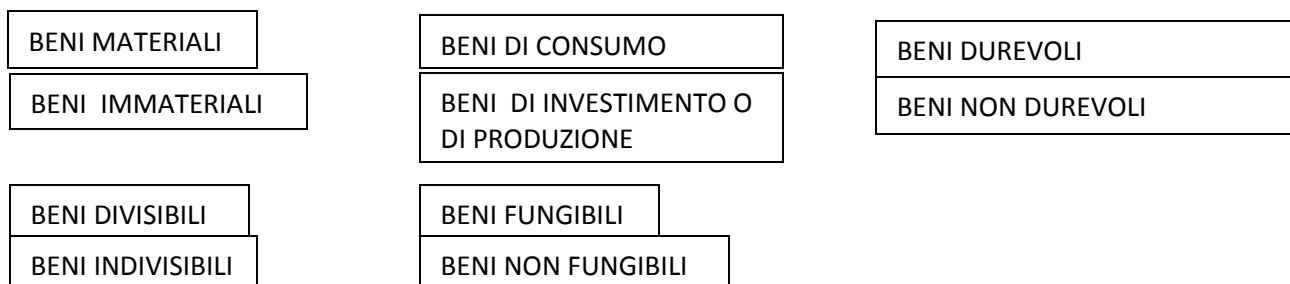 BENI MATERIALI
BENI IMMATERIALI
BENI DI CONSUMO
BENI DI INVESTIMENTO O
DI PRODUZIONE
BENI DUREVOLI
BENI NON DUREVOLI
BENI DIVISIBILI
BENI INDIVISIBILI
BENI FUNGIBILI
BENI NON FUNGIBILI